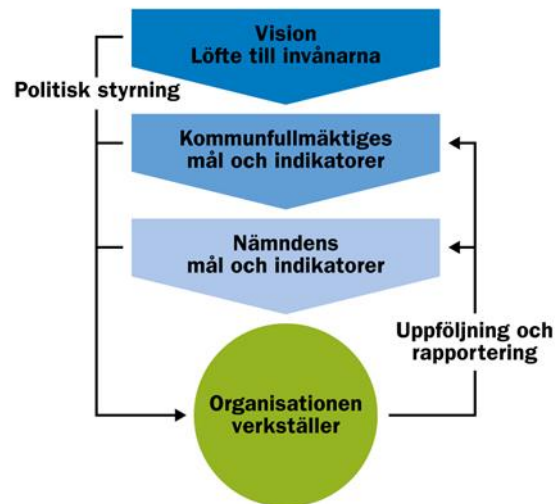 Vision
Löfte till invånarna
Politisk styrning
Kommunfullmäktiges
mål och indikatorer
Nämndens
mål och indikatorer
Uppföljning och
rapportering
Organisationen
verkställer